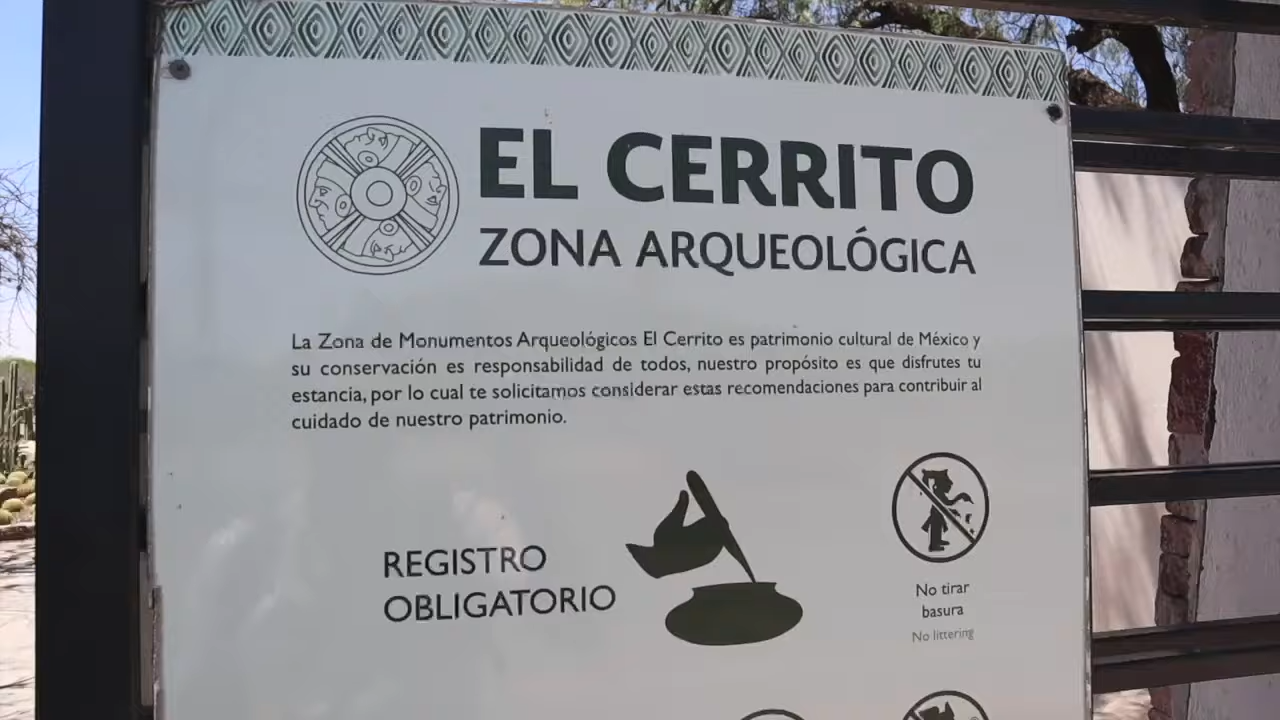 EL CERRITO
ZONA ARQUEOLÓGICA
La Zona de Monumentos Arqueológicos El Cerrito es patrimonio cultural de México y
su conservación es responsabilidad de todos, nuestro propósito es que disfrutes tu
estancia, por lo cual te solicitamos considerar estas recomendaciones para contribuir al
cuidado de nuestro patrimonio.
REGISTRO
OBLIGATORIO
No tirar
basura
No littering